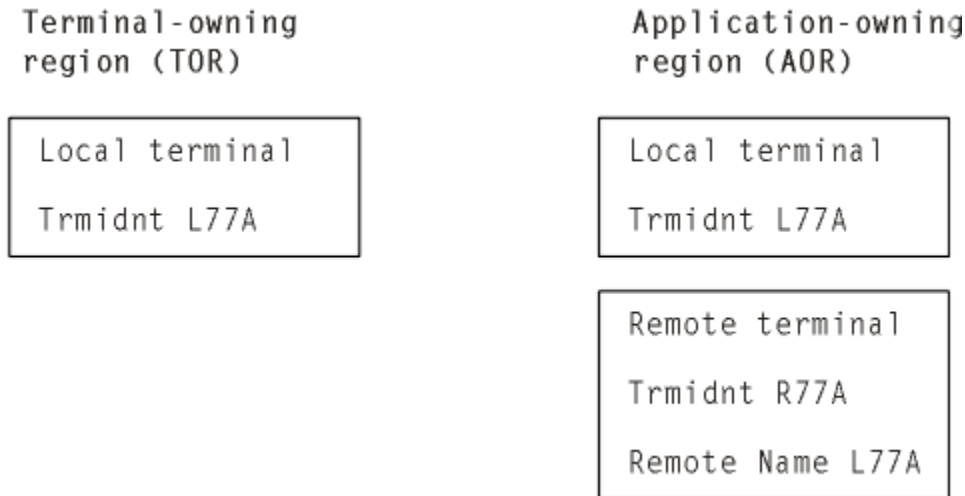 Terminal-owning
region (TOR)
Local terminal
Trmidnt L77A
Application-owning
region (AOR)
Local terminal
Trmidnt L77A
Remote terminal
Trmidnt R77A
Remote Name L77A